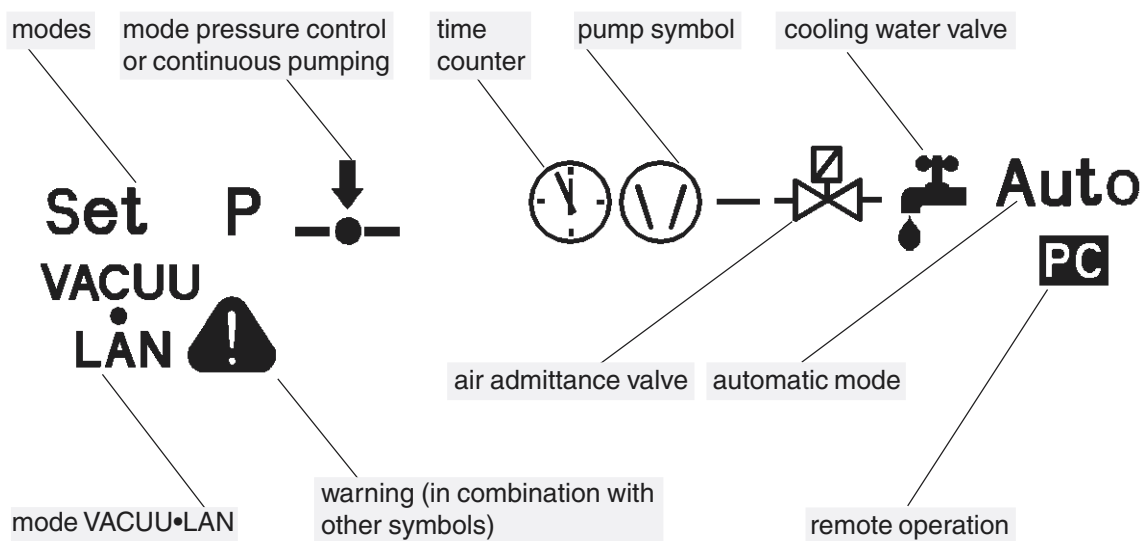 modes
mode pressure control
or continuous pumping
time
counter
pump symbol
cooling water valve
Set P
Auto
VACUU
•
LAN
!
PC
air admittance valve
automatic mode
mode VACUU•LAN
warning (in combination with
other symbols)
remote operation